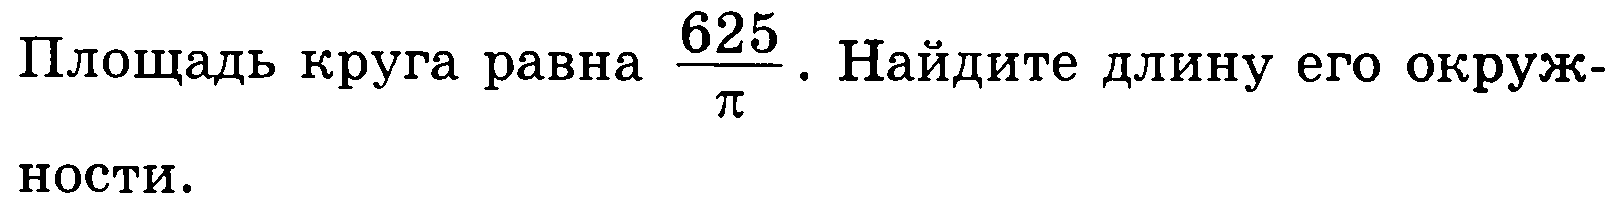 Площадь круга равна 625/π. Найдите длину его окруж-
ности.